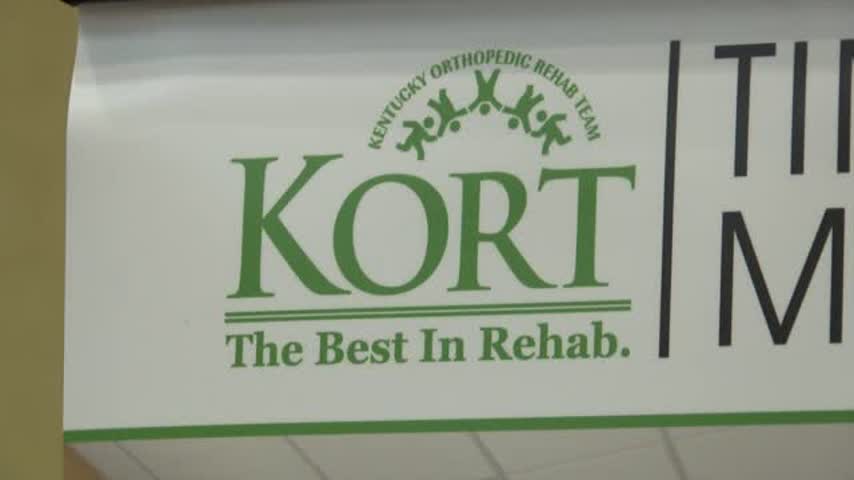 KENTUCKY ORTHOPEDIC REHAB TEAM
KORT
The Best In Rehab.